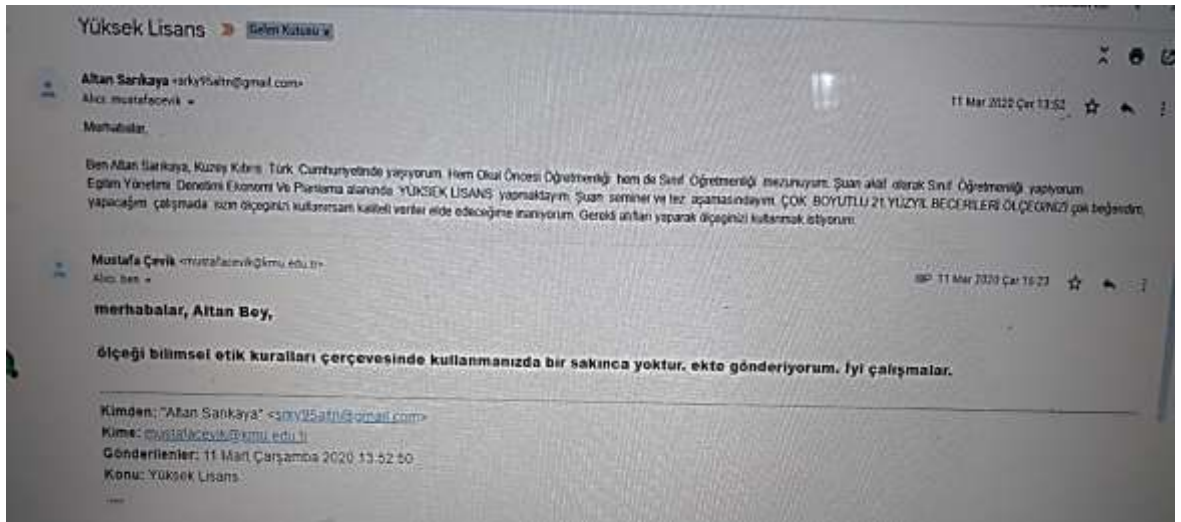 Yüksek Lisans Gelen Kutusu x
Altan Sarıkaya <srky95altn@gmail.com>
Alıcı: mustafacevik
11 Mar 2020 Çar 13:52
Merhabalar,
Ben Altan Sarıkaya, Kuzey Kıbrıs Türk Cumhuriyetinde yaşıyorum. Hem Okul Öncesi Öğretmenliği hem de Sınıf Öğretmenliği mezunuyum. Şuan aktif olarak Sınıf Öğretmenliği yapıyorum.
Eğitim Yönetimi Denetimi Ekonomi Ve Planlama alanında YÜKSEK LİSANS yapmaktayım. Şuan seminer ve tez aşamasındayım. ÇOK BOYUTLU 21.YÜZYIL BECERİLERİ ÖLÇEĞİNİZİ çok beğendim,
yapacağım çalışmada sizin ölçeğinizi kullanırsam kaliteli veriler elde edeceğime inanıyorum. Gerekli atıfları yaparak ölçeğinizi kullanmak istiyorum.
Mustafa Çevik <mustafacevik@kmu.edu.tr>
Alıcı: ben
11 Mar 2020 Çar 16:23
merhabalar, Altan Bey,
ölçeği bilimsel etik kuralları çerçevesinde kullanmanızda bir sakınca yoktur. ekte gönderiyorum. İyi çalışmalar.
Kimden: "Altan Sarıkaya" <srky95altn@gmail.com>
Kime: mustafacevik@kmu.edu.tr
Gönderilenler: 11 Mart Çarşamba 2020 13:52:50
Konu: Yüksek Lisans